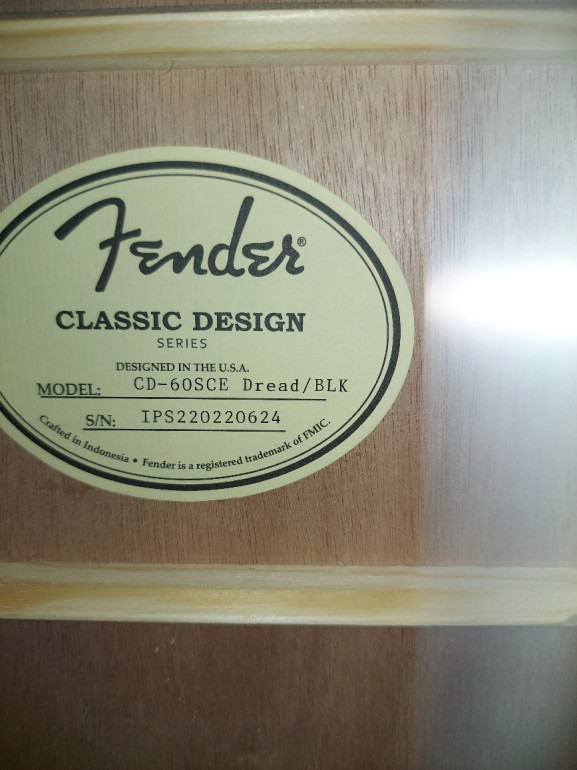 Fender®
CLASSIC DESIGN
SERIES
DESIGNED IN THE U.S.A.
MODEL: CD-60SCE Dread/BLK
S/N: IPS220220624
Crafted in Indonesia • Fender is a registered trademark of FMIC.